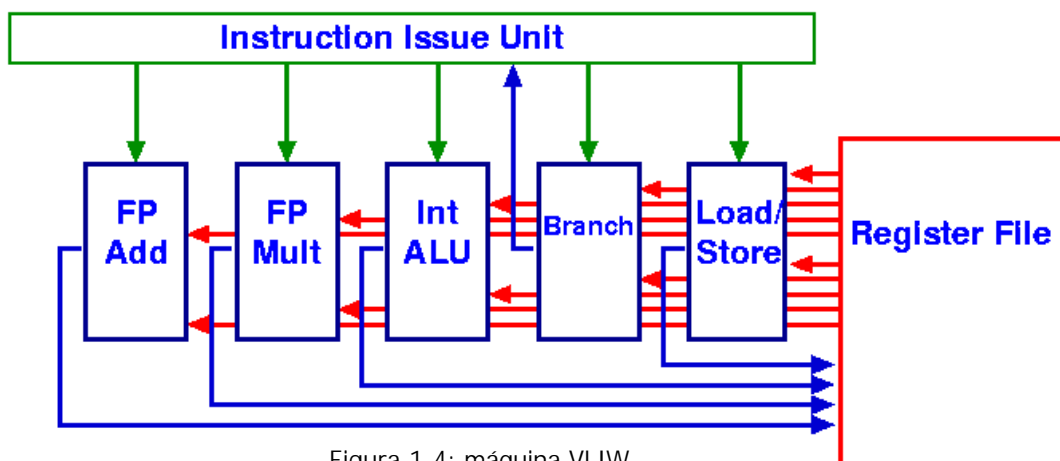 Instruction Issue Unit
FP
Add
FP
Mult
Int
ALU
Branch
Load/
Store
Register File
Figura 1.4: máquina VLIW